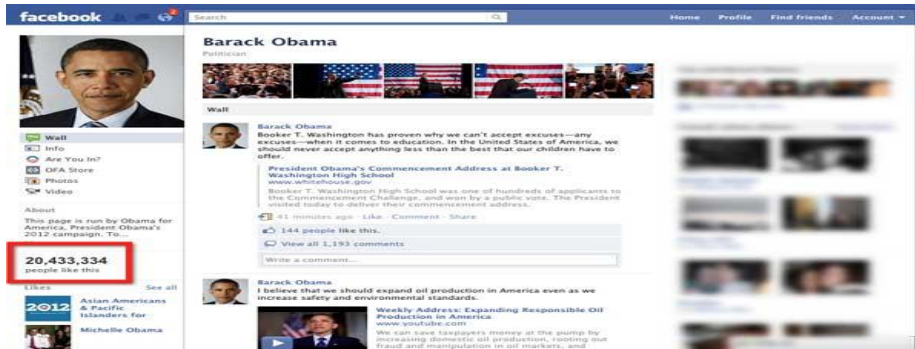 facebook
2
Search
Home Profile Find friends Account
Barack Obama
Politician
Wall
Info
Are You In?
OFA Store
Photos
Video
About
This page is run by Obama for
America, President Obama's
2012 campaign. To...
20,433,334
people like this
Likes See all
2012
Asian Americans
& Pacific
Islanders for
Michelle Obama
Wall
Barack Obama
Booker T. Washington has proven why we can't accept excuses—any
excuses—when it comes to education. In the United States of America, we
should never accept anything less than the best that our children have to
offer.
President Obama's Commencement Address at Booker T.
Washington High School
www.whitehouse.gov
Booker T. Washington High School was one of hundreds of applicants to
the Commencement Challenge, and won by a public vote. The President
visited today to deliver their commencement address.
41 minutes ago · Like · Comment · Share
144 people like this.
View all 1,193 comments
Write a comment...
Barack Obama
I believe that we should expand oil production in America even as we
increase safety and environmental standards.
Weekly Address: Expanding Responsible Oil
Production in America
www.youtube.com
We can save taxpayers money at the pump by
increasing domestic oil production, rooting out
fraud and manipulation in oil markets, and